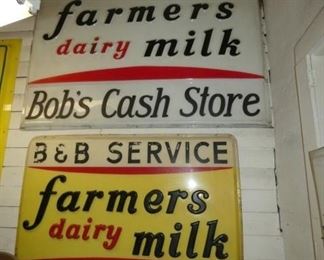 farmers
dairy milk
Bob's Cash Store
B & B SERVICE
farmers
dairy milk